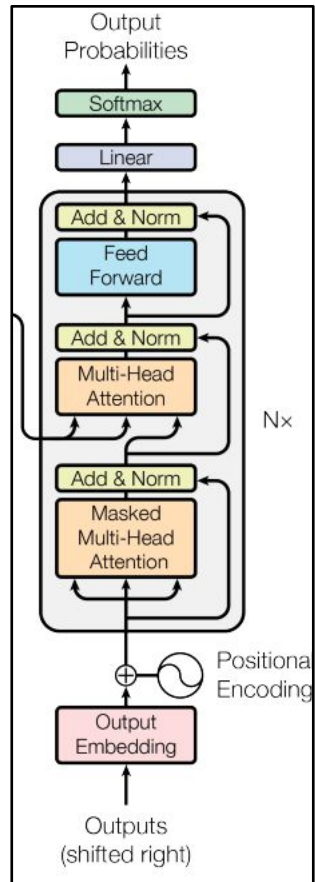 Output
Probabilities
Softmax
Linear
Add & Norm
Feed
Forward
Add & Norm
Multi-Head
Attention
N×
Add & Norm
Masked
Multi-Head
Attention
Positional
Encoding
Output
Embedding
Outputs
(shifted right)